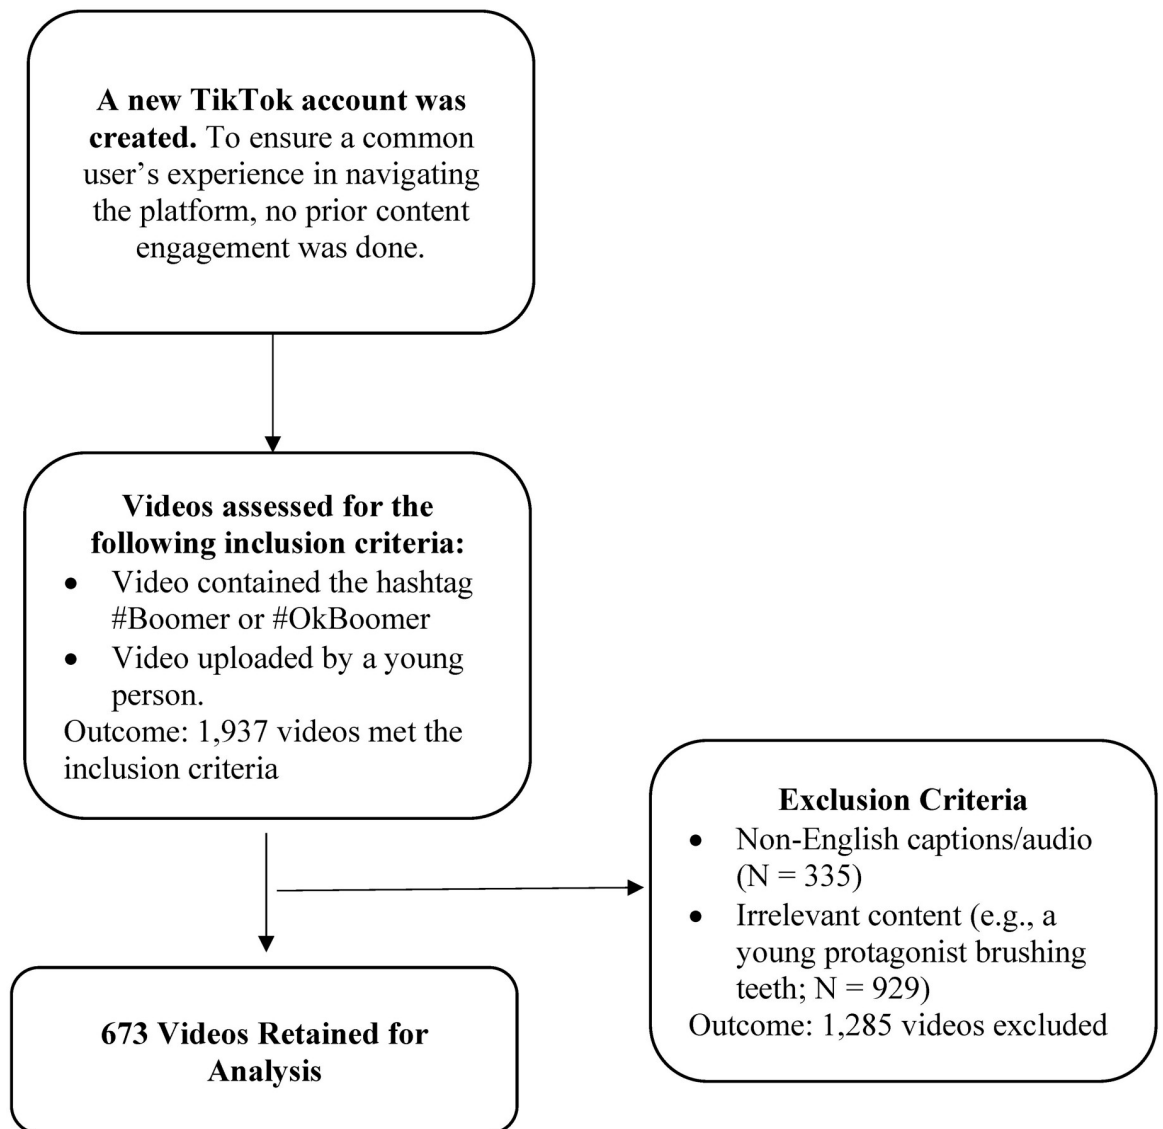 A new TikTok account was
created. To ensure a common
user’s experience in navigating
the platform, no prior content
engagement was done.
Videos assessed for the
following inclusion criteria:
• Video contained the hashtag
#Boomer or #OkBoomer
• Video uploaded by a young
person.
Outcome: 1,937 videos met the
inclusion criteria
Exclusion Criteria
• Non-English captions/audio
(N = 335)
• Irrelevant content (e.g., a
young protagonist brushing
teeth; N = 929)
Outcome: 1,285 videos excluded
673 Videos Retained for
Analysis